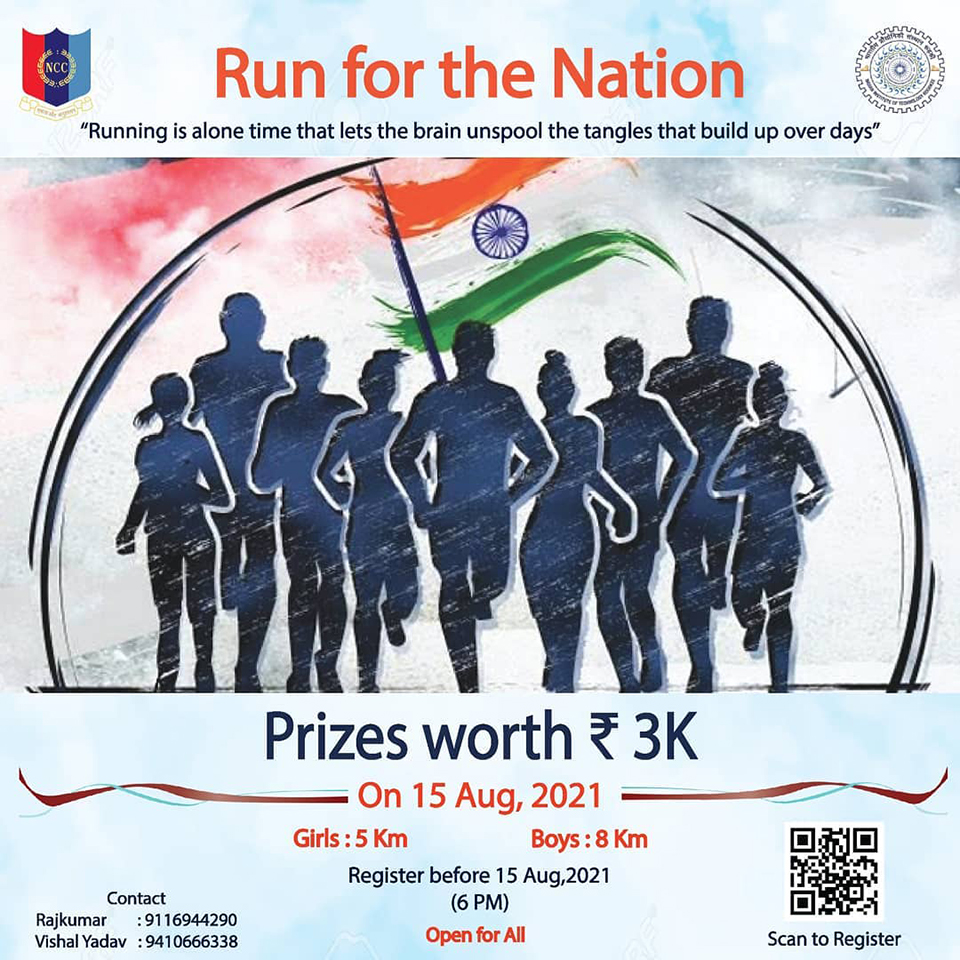 NCC
Run for the Nation
“Running is alone time that lets the brain unspool the tangles that build up over days”
Prizes worth ₹ 3K
On 15 Aug, 2021
Girls : 5 Km Boys : 8 Km
Register before 15 Aug,2021
(6 PM)
Open for All
Contact
Rajkumar : 9116944290
Vishal Yadav : 9410666338
Scan to Register